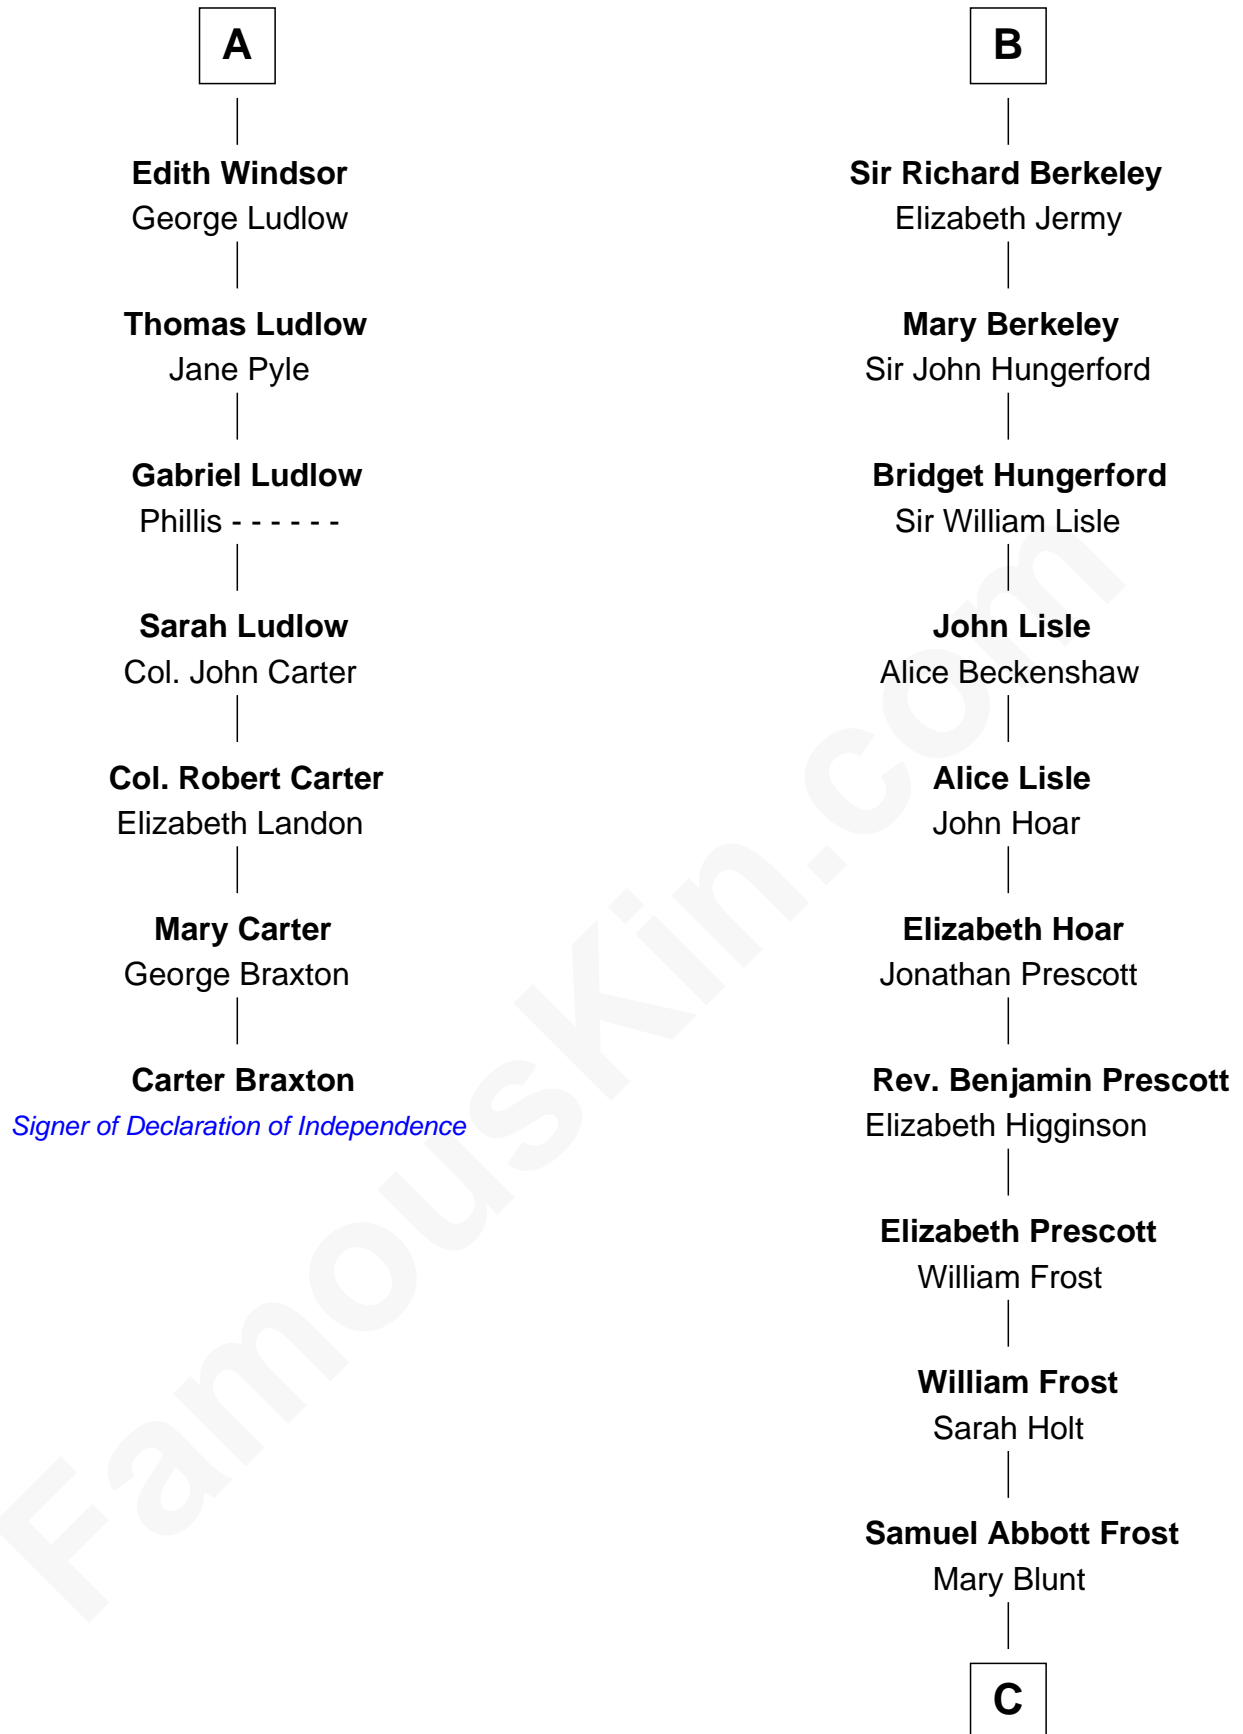 A
Edith Windsor
George Ludlow
Thomas Ludlow
Jane Pyle
Gabriel Ludlow
Phillis - - - - - -
Sarah Ludlow
Col. John Carter
Col. Robert Carter
Elizabeth Landon
Mary Carter
George Braxton
Carter Braxton
Signer of Declaration of Independence
B
Sir Richard Berkeley
Elizabeth Jermy
Mary Berkeley
Sir John Hungerford
Bridget Hungerford
Sir William Lisle
John Lisle
Alice Beckenshaw
Alice Lisle
John Hoar
Elizabeth Hoar
Jonathan Prescott
Rev. Benjamin Prescott
Elizabeth Higginson
Elizabeth Prescott
William Frost
William Frost
Sarah Holt
Samuel Abbott Frost
Mary Blunt
C
FamousKin.com